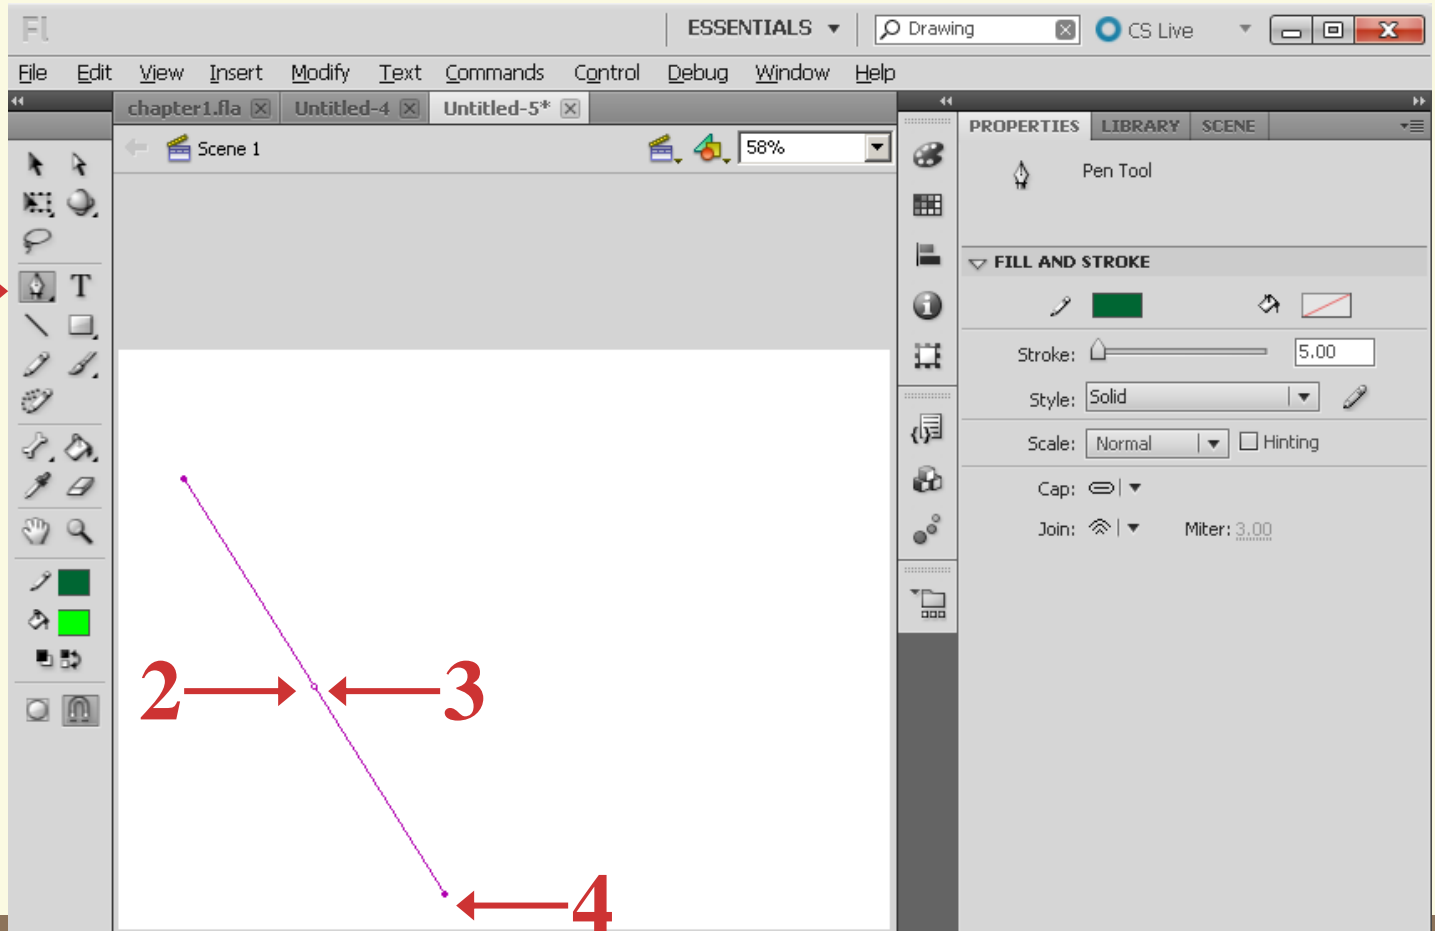 Fl ESSENTIALS Drawing CS Live
File Edit View Insert Modify Text Commands Control Debug Window Help
chapter1.fla Untitled-4 Untitled-5*
Scene 1 58%
PROPERTIES LIBRARY SCENE
Pen Tool
FILL AND STROKE
Stroke: 5.00
Style: Solid
Scale: Normal Hinting
Cap:
Join: Miter: 3.00
T
2 3
4